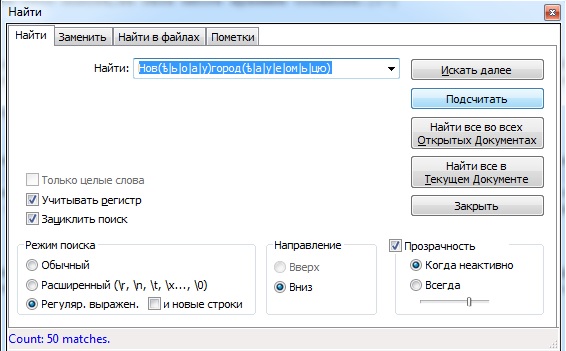 Найти
Найти Заменить Найти в файлах Пометки
Найти: Нов(ѣ|ь|о|а|у)город(ѣ|а|у|е|ом|ь|цю)
Искать далее
Подсчитать
Найти все во всех
Открытых Документах
Найти все в
Текущем Документе
Закрыть
Только целые слова
Учитывать регистр
Зациклить поиск
Режим поиска
Обычный
Расширенный (\r, \n, \t, \x..., \0)
Регуляр. выражен. и новые строки
Направление
Вверх
Вниз
Прозрачность
Когда неактивно
Всегда
Count: 50 matches.